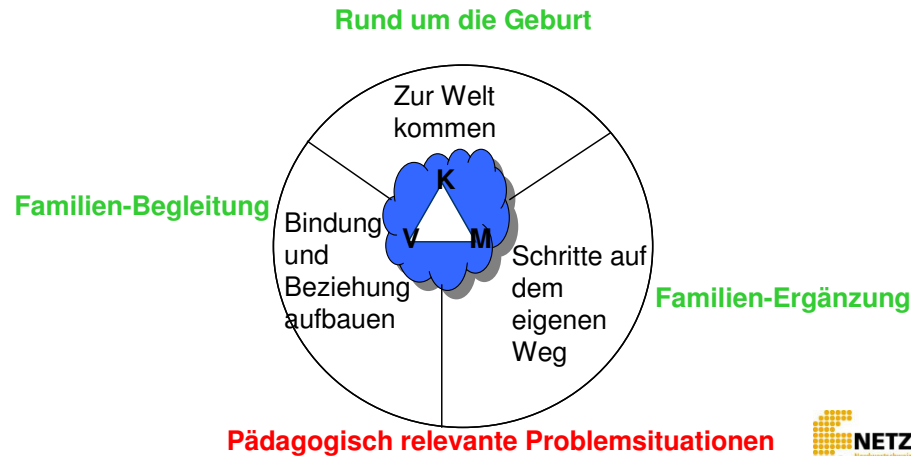 Rund um die Geburt
Zur Welt
kommen
K
V M
Familien-Begleitung
Bindung
und
Beziehung
aufbauen
Schritte auf
dem
eigenen
Weg
Familien-Ergänzung
Pädagogisch relevante Problemsituationen
NETZ